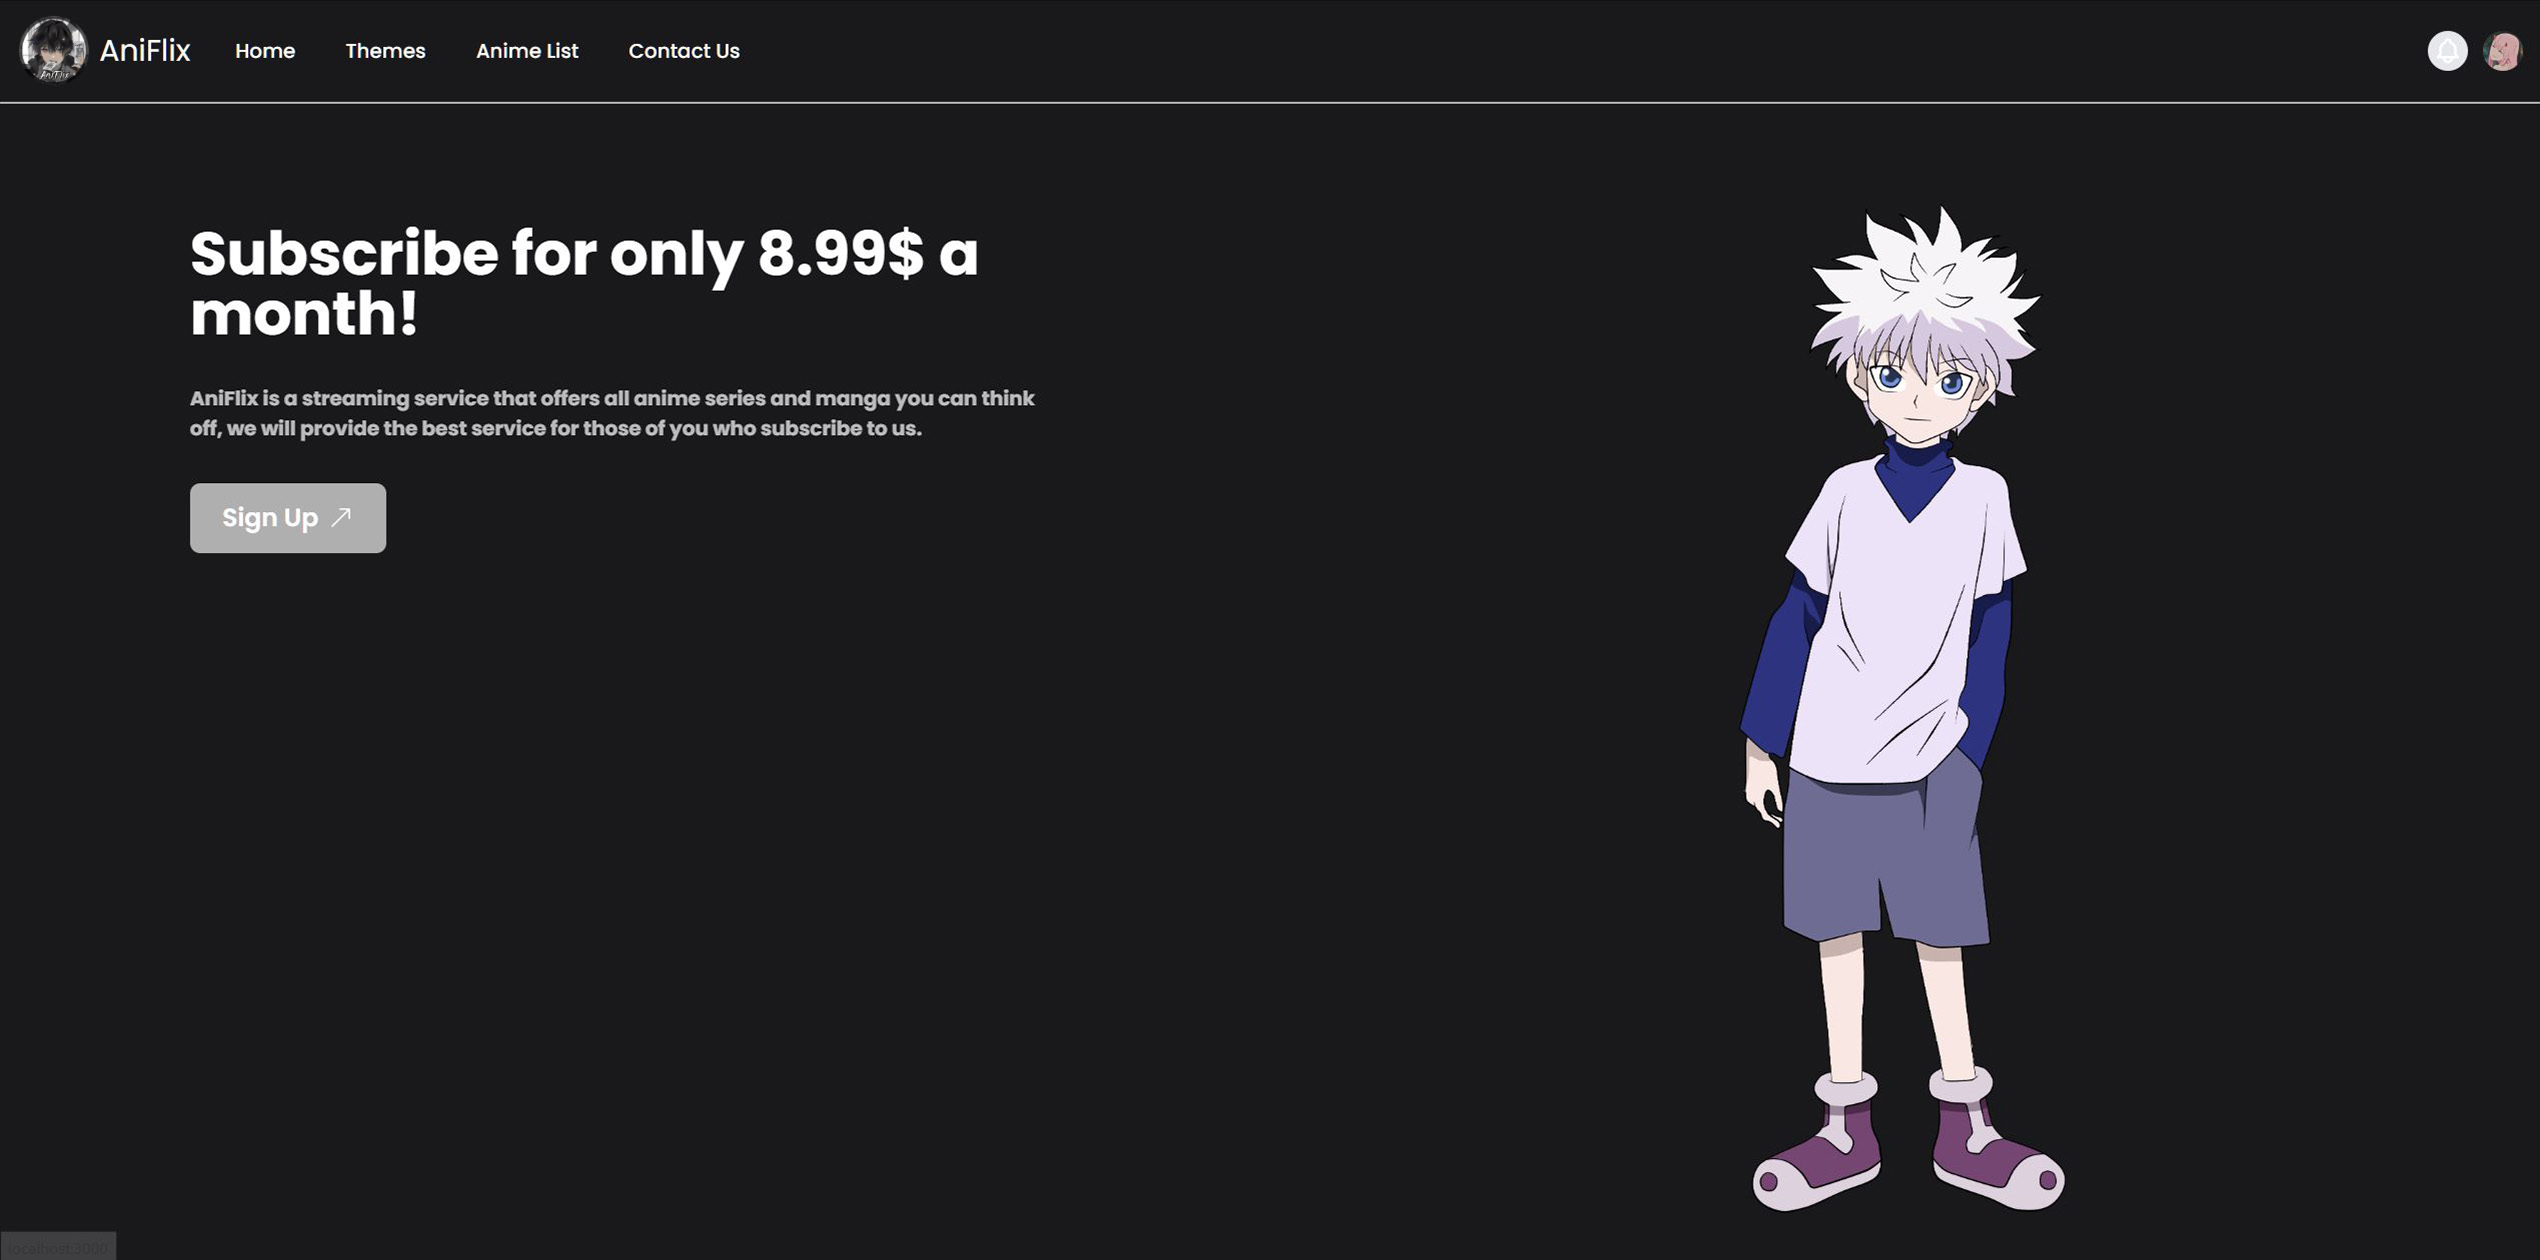 AniFlix
Home
Themes
Anime List
Contact Us
Subscribe for only 8.99$ a
month!
AniFlix is a streaming service that offers all anime series and manga you can think
off, we will provide the best service for those of you who subscribe to us.
Sign Up
localhost:3000